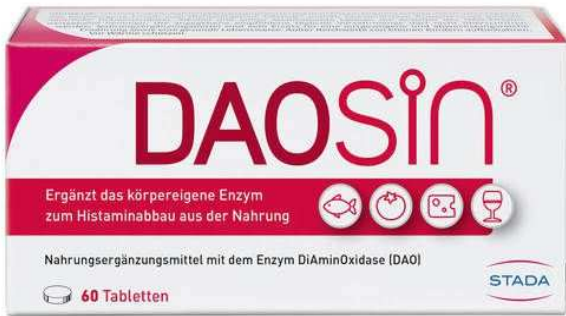 DAOSiN®
Ergänzt das körpereigene Enzym
zum Histaminabbau aus der Nahrung
Nahrungsergänzungsmittel mit dem Enzym DiAminOxidase (DAO)
60 Tabletten
STADA